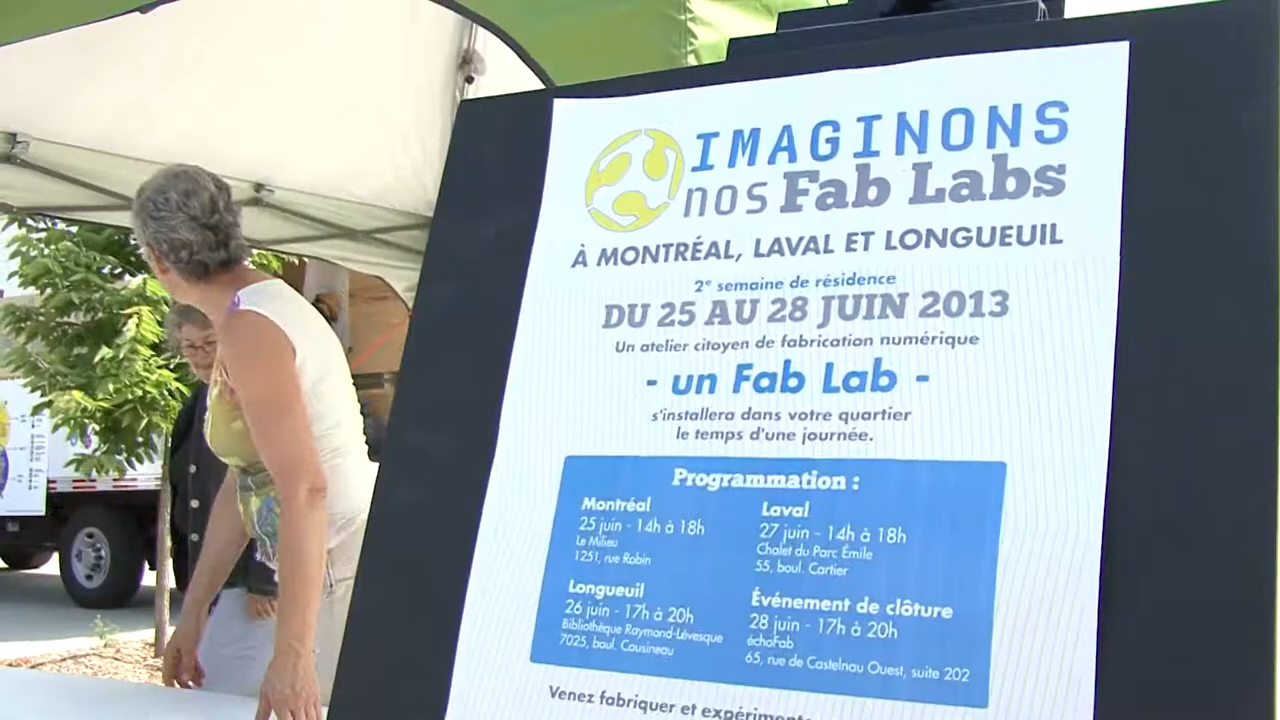 IMAGINONS
nos Fab Labs
À MONTRÉAL, LAVAL ET LONGUEUIL
2e semaine de résidence
DU 25 AU 28 JUIN 2013
Un atelier citoyen de fabrication numérique
- un Fab Lab -
s'installera dans votre quartier
le temps d'une journée.
Programmation :
Montréal
25 juin - 14h à 18h
Le Milieu
1251, rue Robin
Longueuil
26 juin - 17h à 20h
Bibliothèque Raymond-Lévesque
7025, boul. Cousineau
Laval
27 juin - 14h à 18h
Chalet du Parc Émile
55, boul. Cartier
Événement de clôture
28 juin - 17h à 20h
échoFab
65, rue de Castelnau Ouest, suite 202
Venez fabriquer et